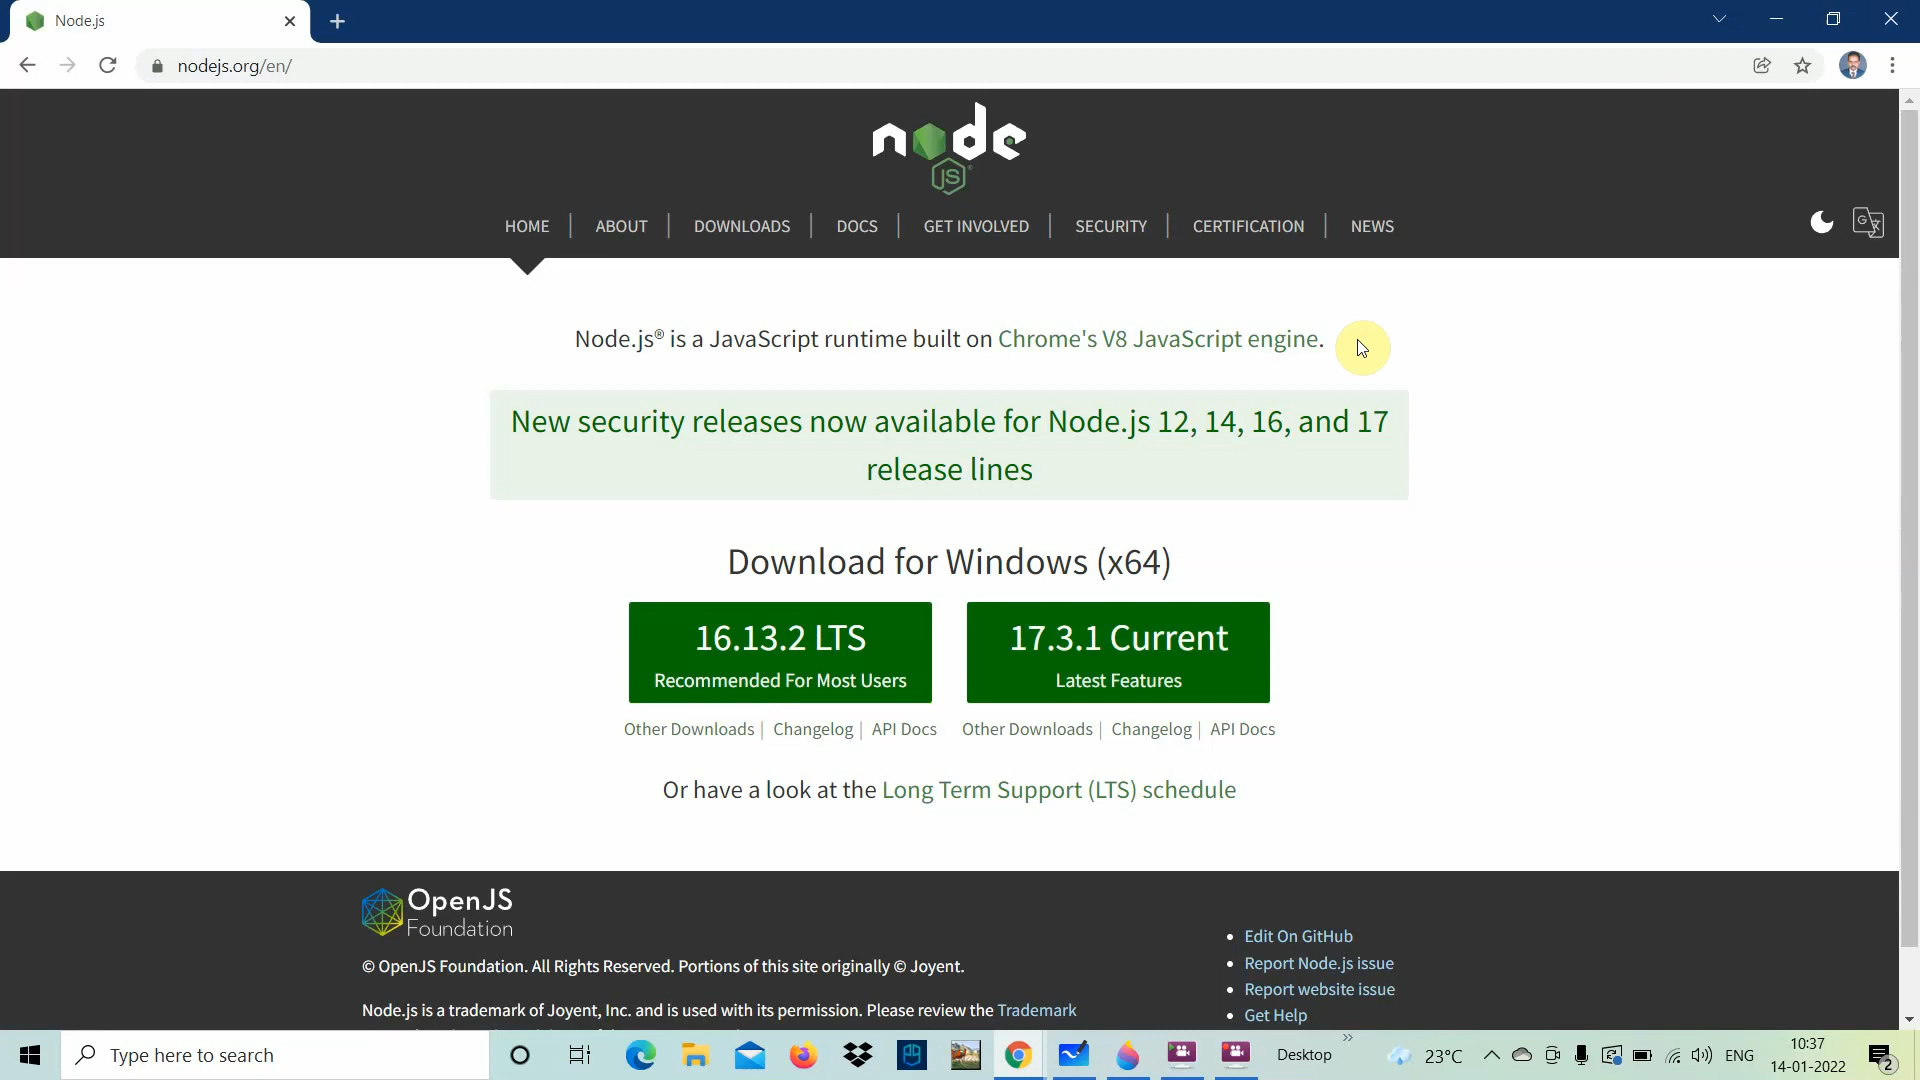 Node.js
nodejs.org/en/
node
JS
HOME | ABOUT | DOWNLOADS | DOCS | GET INVOLVED | SECURITY | CERTIFICATION | NEWS
Node.js® is a JavaScript runtime built on Chrome's V8 JavaScript engine.
New security releases now available for Node.js 12, 14, 16, and 17
release lines
Download for Windows (x64)
16.13.2 LTS
Recommended For Most Users
17.3.1 Current
Latest Features
Other Downloads | Changelog | API Docs
Other Downloads | Changelog | API Docs
Or have a look at the Long Term Support (LTS) schedule
OpenJS
Foundation
© OpenJS Foundation. All Rights Reserved. Portions of this site originally © Joyent.
Node.js is a trademark of Joyent, Inc. and is used with its permission. Please review the Trademark
Edit On GitHub
Report Node.js issue
Report website issue
Get Help
Type here to search
Desktop
23°C
ENG
10:37
14-01-2022
2